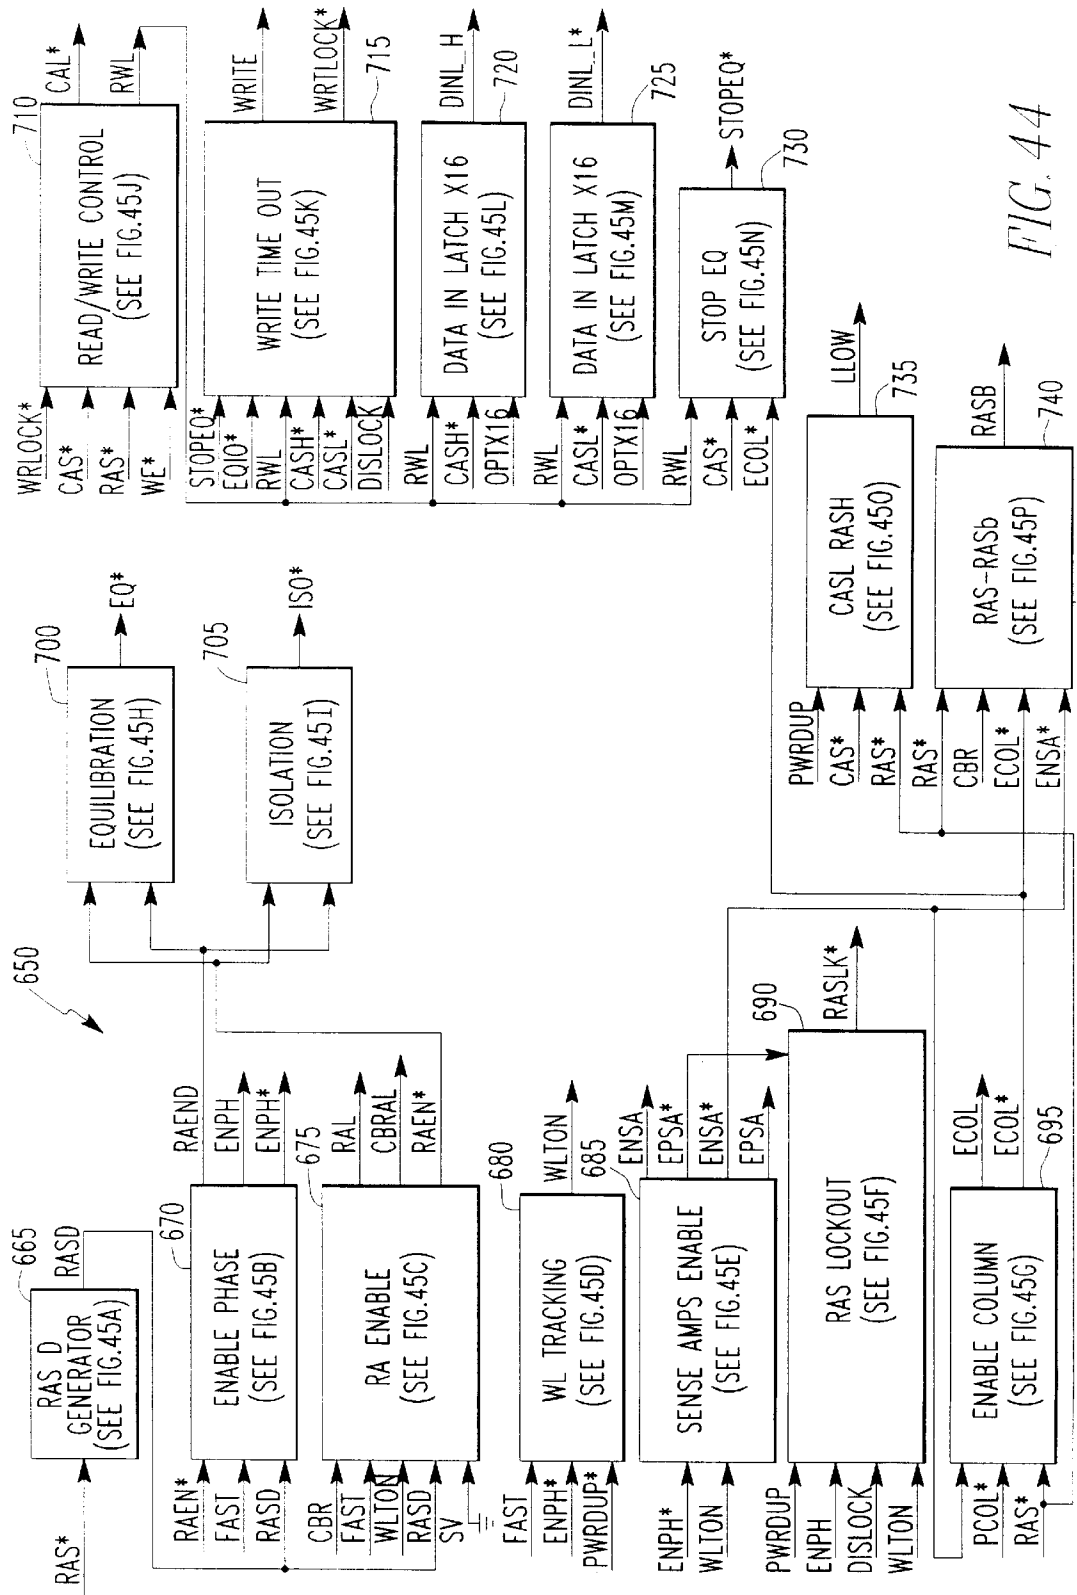 650
RAS*
RAS D
GENERATOR
(SEE FIG.45A)
665
RASD
RAEN*
FAST
RASD
ENABLE PHASE
(SEE FIG.45B)
670
RAEND
ENPH
ENPH*
CBR
FAST
WLTON
RASD
SV
RA ENABLE
(SEE FIG.45C)
675
RAL
CBRAL
RAEN*
FAST
ENPH*
PWRDUP*
WL TRACKING
(SEE FIG.45D)
680
WLTON
ENPH*
WLTON
SENSE AMPS ENABLE
(SEE FIG.45E)
685
ENSA
EPSA*
ENSA*
EPSA
PWRDUP
ENPH
DISLOCK
WLTON
RAS LOCKOUT
(SEE FIG.45F)
690
RASLK*
PCOL*
RAS*
ENABLE COLUMN
(SEE FIG.45G)
695
ECOL
ECOL*
EQUILIBRATION
(SEE FIG.45H)
700
EQ*
ISOLATION
(SEE FIG.45I)
705
ISO*
WRLOCK*
CAS*
RAS*
WE*
READ/WRITE CONTROL
(SEE FIG.45J)
710
CAL*
RWL
STOPEQ*
EQIO*
RWL
CASH*
CASL*
DISLOCK
WRITE TIME OUT
(SEE FIG.45K)
715
WRITE
WRTLOCK*
RWL
CASH*
OPTX16
DATA IN LATCH X16
(SEE FIG.45L)
720
DINL_H
RWL
CASL*
OPTX16
DATA IN LATCH X16
(SEE FIG.45M)
725
DINL_L*
RWL
CAS*
ECOL*
STOP EQ
(SEE FIG.45N)
730
STOPEQ*
PWRDUP
CAS*
RAS*
CASL RASH
(SEE FIG.45O)
735
LLOW
RAS*
CBR
ECOL*
ENSA*
RAS-RASb
(SEE FIG.45P)
740
RASB
FIG. 44